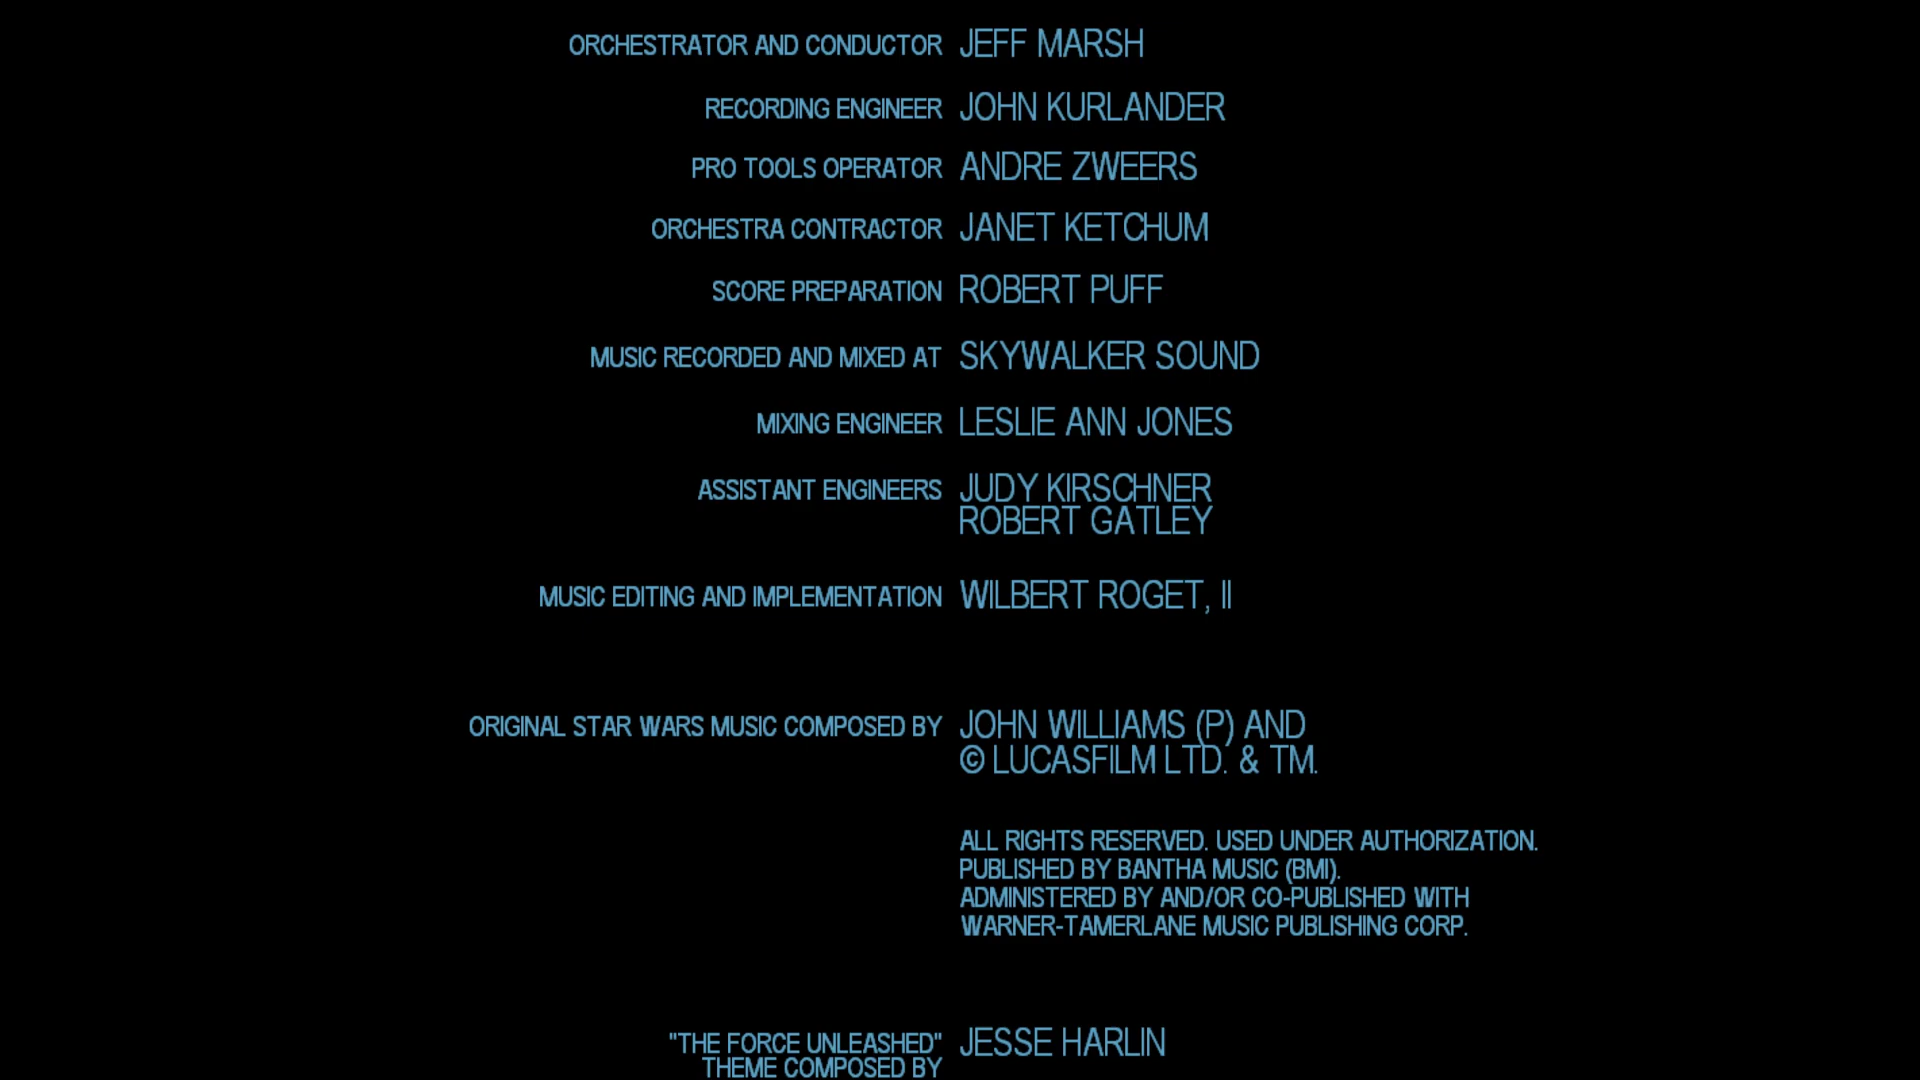 ORCHESTRATOR AND CONDUCTOR JEFF MARSH
RECORDING ENGINEER JOHN KURLANDER
PRO TOOLS OPERATOR ANDRE ZWEERS
ORCHESTRA CONTRACTOR JANET KETCHUM
SCORE PREPARATION ROBERT PUFF
MUSIC RECORDED AND MIXED AT SKYWALKER SOUND
MIXING ENGINEER LESLIE ANN JONES
ASSISTANT ENGINEERS JUDY KIRSCHNER
ROBERT GATLEY
MUSIC EDITING AND IMPLEMENTATION WILBERT ROGET, II
ORIGINAL STAR WARS MUSIC COMPOSED BY JOHN WILLIAMS (P) AND
© LUCASFILM LTD. & TM.
ALL RIGHTS RESERVED. USED UNDER AUTHORIZATION.
PUBLISHED BY BANTHA MUSIC (BMI).
ADMINISTERED BY AND/OR CO-PUBLISHED WITH
WARNER-TAMERLANE MUSIC PUBLISHING CORP.
"THE FORCE UNLEASHED" JESSE HARLIN
THEME COMPOSED BY